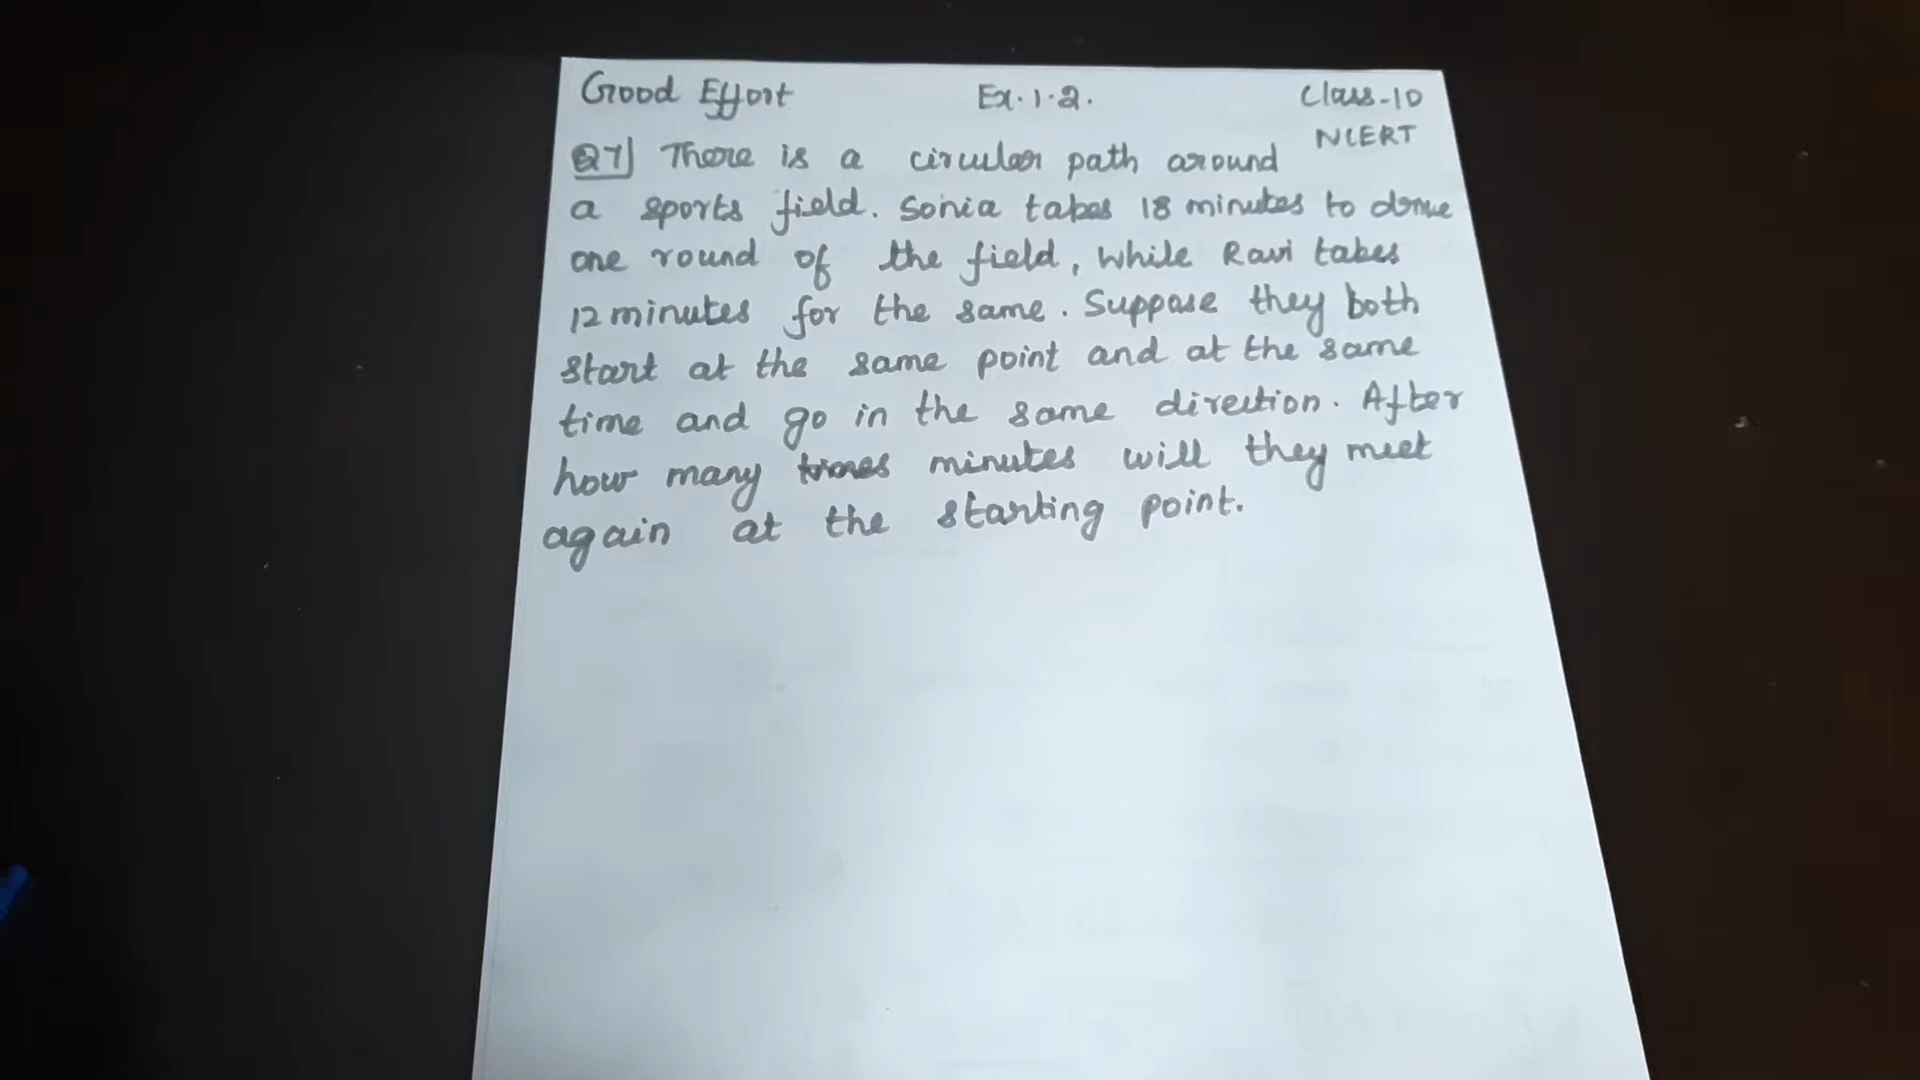 Good Effort Ex. 1.2. Class-10
NCERT
Q7] There is a circular path around
a sports field. Sonia takes 18 minutes to drive
one round of the field, while Ravi takes
12 minutes for the same. Suppose they both
start at the same point and at the same
time and go in the same direction. After
how many times minutes will they meet
again at the starting point.